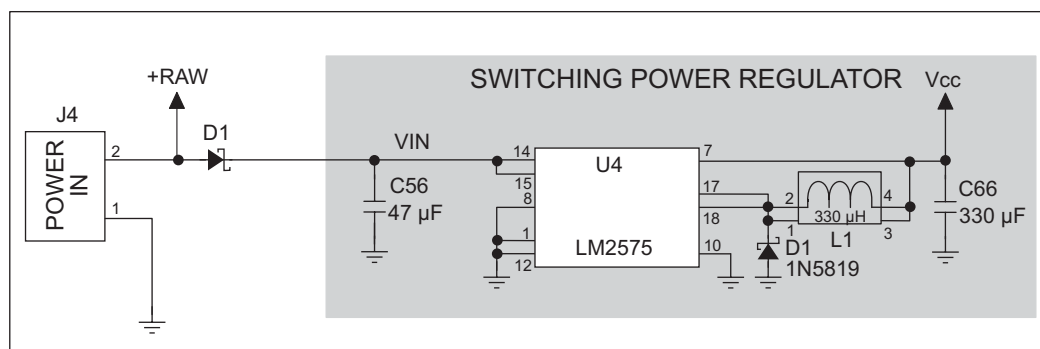 SWITCHING POWER REGULATOR
+RAW
Vcc
J4
D1
POWER
IN
2
1
VIN
C56
47 µF
14
15
8
1
12
U4
LM2575
7
17
18
10
2
4
330 µH
1
3
L1
D1
1N5819
C66
330 µF